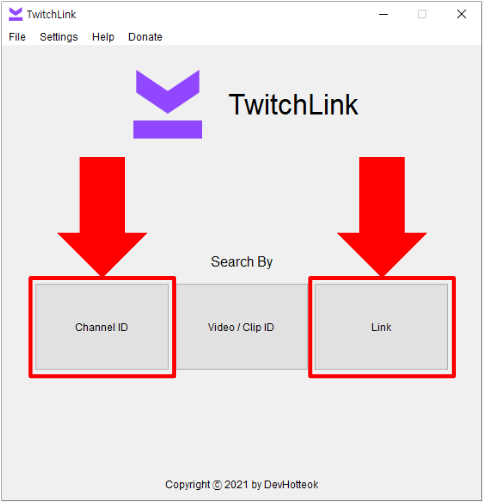 TwitchLink
File Settings Help Donate
TwitchLink
Search By
Channel ID Video / Clip ID Link
Copyright ⓒ 2021 by DevHotteok